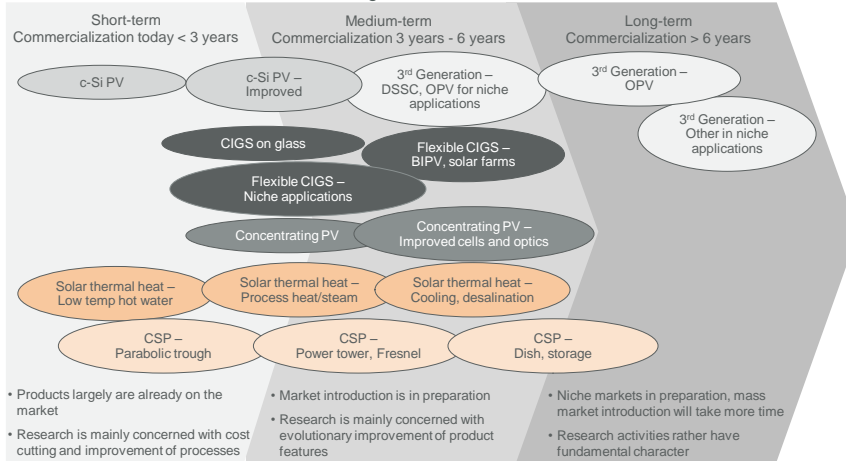 Short-term
Commercialization today < 3 years
Medium-term
Commercialization 3 years - 6 years
Long-term
Commercialization > 6 years
c-Si PV
c-Si PV –
Improved
3rd Generation –
DSSC, OPV for niche
applications
3rd Generation –
OPV
3rd Generation –
Other in niche
applications
CIGS on glass
Flexible CIGS –
BIPV, solar farms
Flexible CIGS –
Niche applications
Concentrating PV
Concentrating PV –
Improved cells and optics
Solar thermal heat –
Low temp hot water
Solar thermal heat –
Process heat/steam
Solar thermal heat –
Cooling, desalination
CSP –
Parabolic trough
CSP –
Power tower, Fresnel
CSP –
Dish, storage
• Products largely are already on the
market
• Research is mainly concerned with cost
cutting and improvement of processes
• Market introduction is in preparation
• Research is mainly concerned with
evolutionary improvement of product
features
• Niche markets in preparation, mass
market introduction will take more time
• Research activities rather have
fundamental character